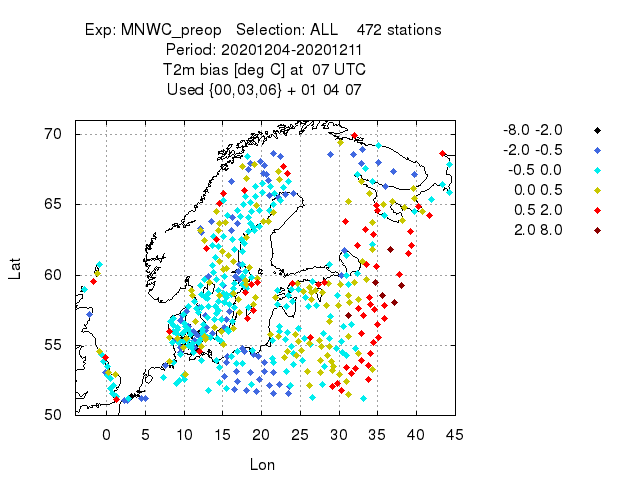 Exp: MNWC_preop   Selection: ALL    472 stations
Period: 20201204-20201211
T2m bias [deg C] at  07 UTC
Used {00,03,06} + 01 04 07
70
65
60
55
50
0 5 10 15 20 25 30 35 40 45
Lat
Lon
-8.0 -2.0
-2.0 -0.5
-0.5 0.0
0.0 0.5
0.5 2.0
2.0 8.0